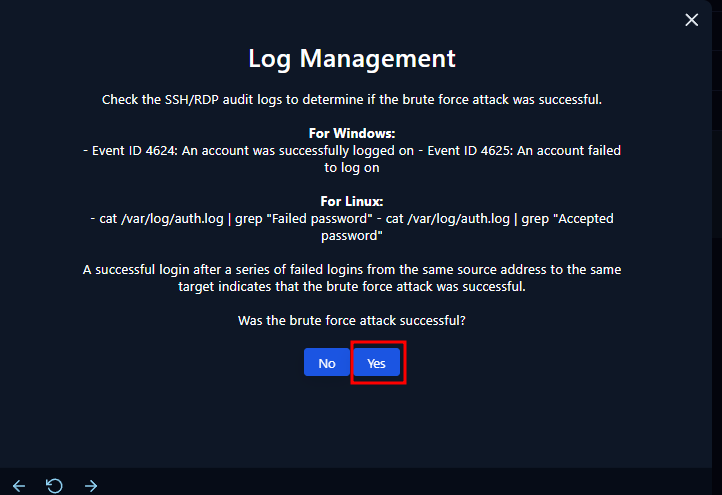 Log Management
Check the SSH/RDP audit logs to determine if the brute force attack was successful.
For Windows:
- Event ID 4624: An account was successfully logged on - Event ID 4625: An account failed
to log on
For Linux:
- cat /var/log/auth.log | grep "Failed password" - cat /var/log/auth.log | grep "Accepted
password"
A successful login after a series of failed logins from the same source address to the same
target indicates that the brute force attack was successful.
Was the brute force attack successful?
No Yes